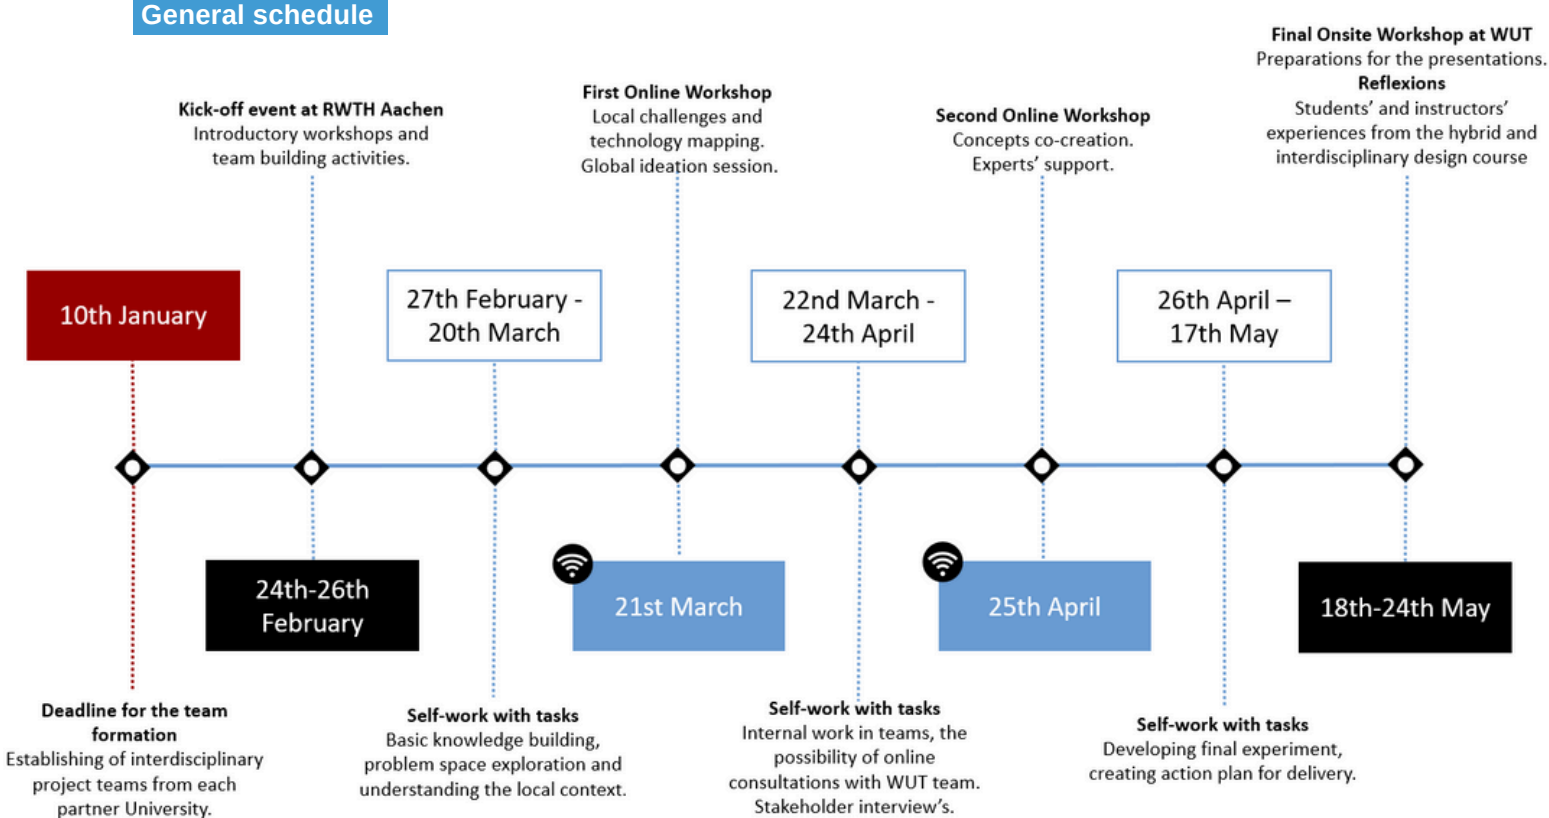 General schedule
Final Onsite Workshop at WUT
Preparations for the presentations.
Reflexions
Students’ and instructors’
experiences from the hybrid and
interdisciplinary design course
Kick-off event at RWTH Aachen
Introductory workshops and
team building activities.
First Online Workshop
Local challenges and
technology mapping.
Global ideation session.
Second Online Workshop
Concepts co-creation.
Experts’ support.
10th January
27th February -
20th March
22nd March -
24th April
26th April –
17th May
24th-26th
February
21st March
25th April
18th-24th May
Deadline for the team
formation
Establishing of interdisciplinary
project teams from each
partner University.
Self-work with tasks
Basic knowledge building,
problem space exploration and
understanding the local context.
Self-work with tasks
Internal work in teams, the
possibility of online
consultations with WUT team.
Stakeholder interview’s.
Self-work with tasks
Developing final experiment,
creating action plan for delivery.